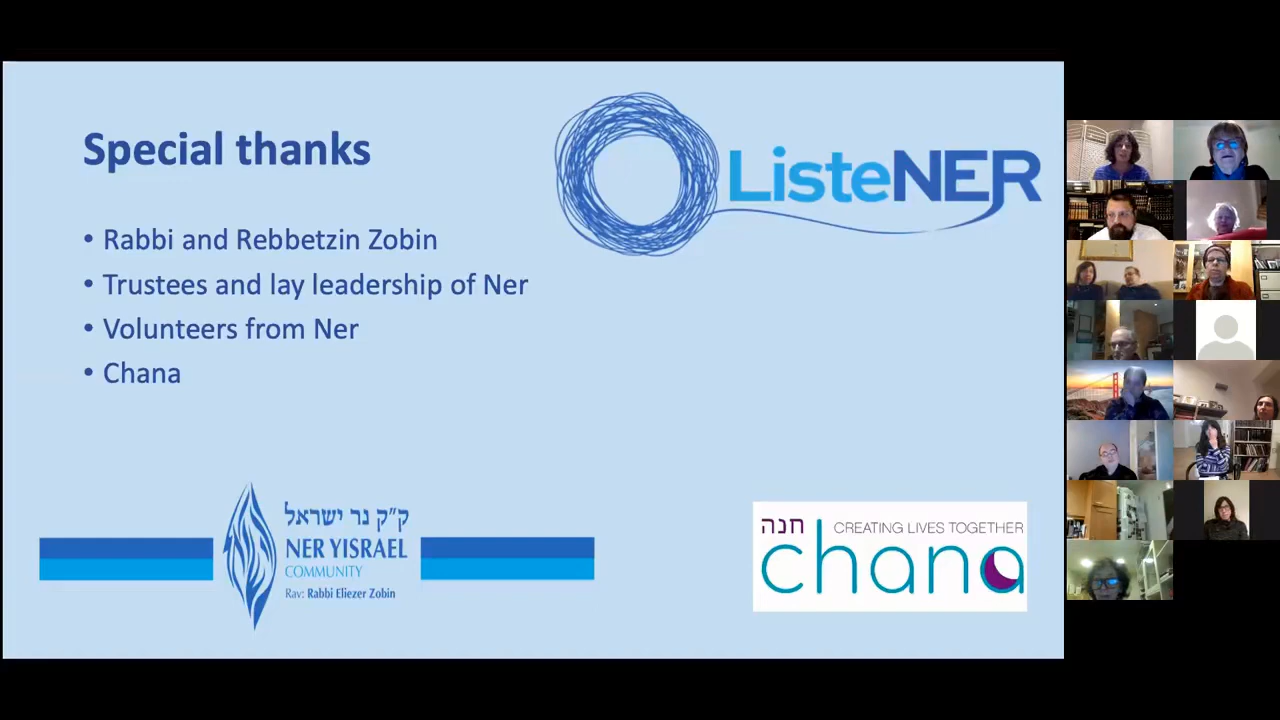 Special thanks
ListeNER
• Rabbi and Rebbetzin Zobin
• Trustees and lay leadership of Ner
• Volunteers from Ner
• Chana
ק״ק נר ישראל
NER YISRAEL
COMMUNITY
Rav: Rabbi Eliezer Zobin
חנה CREATING LIVES TOGETHER
chana